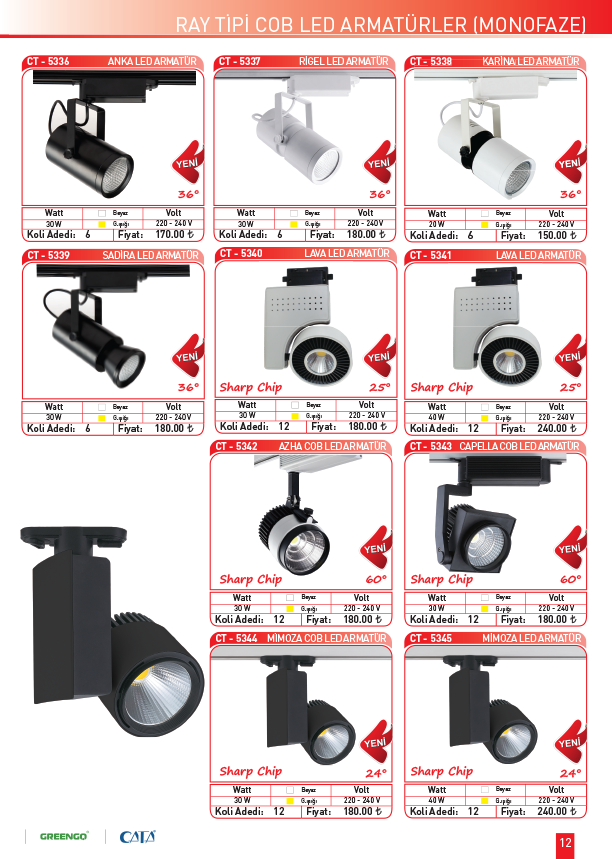 RAY TİPİ COB LED ARMATÜRLER (MONOFAZE)
CT - 5336 ANKA LED ARMATÜR
YENİ
36°
Watt Beyaz Volt
30 W G.ışığı 220 - 240 V
Koli Adedi: 6 Fiyat: 170.00 ₺
CT - 5337 RİGEL LED ARMATÜR
YENİ
36°
Watt Beyaz Volt
30 W G.ışığı 220 - 240 V
Koli Adedi: 6 Fiyat: 180.00 ₺
CT - 5338 KARİNA LED ARMATÜR
YENİ
36°
Watt Beyaz Volt
20 W G.ışığı 220 - 240 V
Koli Adedi: 6 Fiyat: 150.00 ₺
CT - 5339 SADİRA LED ARMATÜR
YENİ
36°
Watt Beyaz Volt
30 W G.ışığı 220 - 240 V
Koli Adedi: 6 Fiyat: 180.00 ₺
CT - 5340 LAVA LED ARMATÜR
YENİ
Sharp Chip 25°
Watt Beyaz Volt
30 W G.ışığı 220 - 240 V
Koli Adedi: 12 Fiyat: 180.00 ₺
CT - 5341 LAVA LED ARMATÜR
YENİ
Sharp Chip 25°
Watt Beyaz Volt
40 W G.ışığı 220 - 240 V
Koli Adedi: 12 Fiyat: 240.00 ₺
CT - 5342 AZHA COB LED ARMATÜR
YENİ
Sharp Chip 60°
Watt Beyaz Volt
30 W G.ışığı 220 - 240 V
Koli Adedi: 12 Fiyat: 180.00 ₺
CT - 5343 CAPELLA COB LED ARMATÜR
YENİ
Sharp Chip 60°
Watt Beyaz Volt
30 W G.ışığı 220 - 240 V
Koli Adedi: 12 Fiyat: 180.00 ₺
CT - 5344 MİMOZA COB LED ARMATÜR
YENİ
Sharp Chip 24°
Watt Beyaz Volt
30 W G.ışığı 220 - 240 V
Koli Adedi: 12 Fiyat: 180.00 ₺
CT - 5345 MİMOZA LED ARMATÜR
YENİ
Sharp Chip 24°
Watt Beyaz Volt
40 W G.ışığı 220 - 240 V
Koli Adedi: 12 Fiyat: 240.00 ₺
GREENGO CATA
12